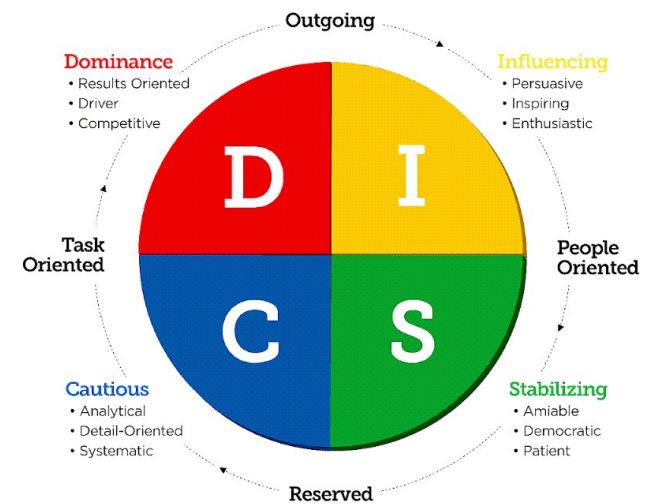 Outgoing
Dominance
• Results Oriented
• Driver
• Competitive
Influencing
• Persuasive
• Inspiring
• Enthusiastic
D
I
Task
Oriented
People
Oriented
C
S
Cautious
• Analytical
• Detail-Oriented
• Systematic
Stabilizing
• Amiable
• Democratic
• Patient
Reserved